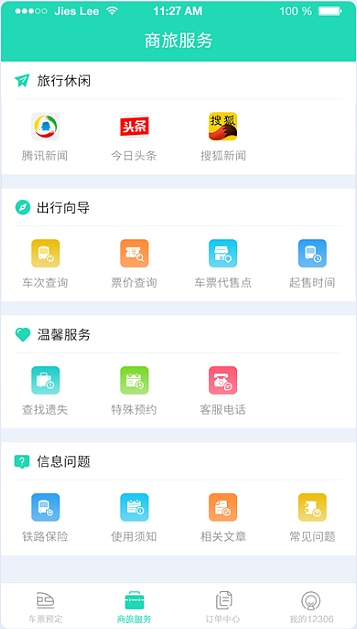 Jies Lee 11:27 AM 100 %
商旅服务
旅行休闲
头条 搜狐
腾讯新闻 今日头条 搜狐新闻
出行向导
车次查询 票价查询 车票代售点 起售时间
温馨服务
查找遗失 特殊预约 客服电话
信息问题
铁路保险 使用须知 相关文章 常见问题
车票预定 商旅服务 订单中心 我的12306